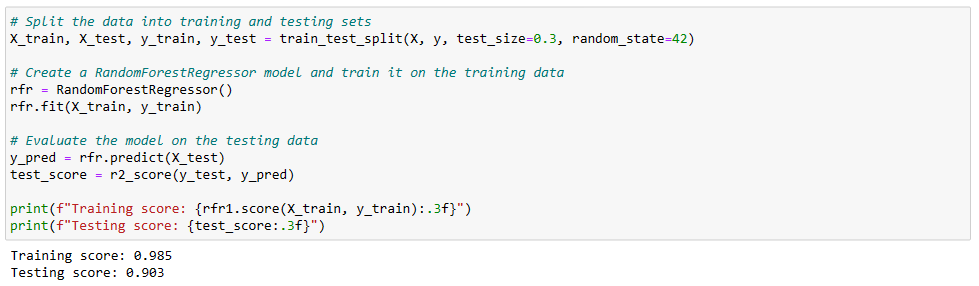 # Split the data into training and testing sets
X_train, X_test, y_train, y_test = train_test_split(X, y, test_size=0.3, random_state=42)
# Create a RandomForestRegressor model and train it on the training data
rfr = RandomForestRegressor()
rfr.fit(X_train, y_train)
# Evaluate the model on the testing data
y_pred = rfr.predict(X_test)
test_score = r2_score(y_test, y_pred)
print(f"Training score: {rfr1.score(X_train, y_train):.3f}")
print(f"Testing score: {test_score:.3f}")
Training score: 0.985
Testing score: 0.903